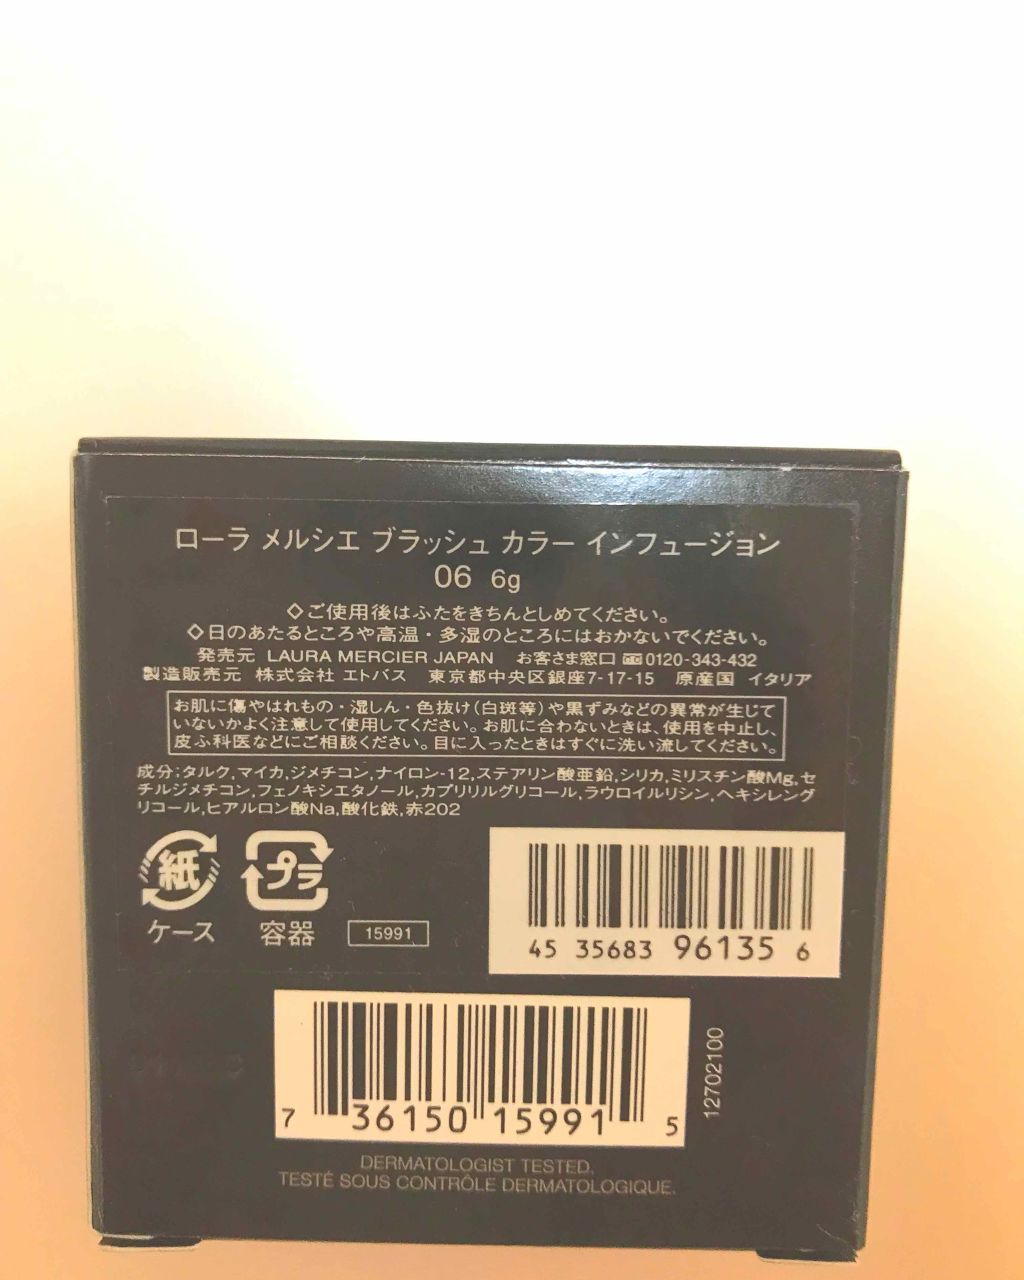 ローラ メルシエ ブラッシュ カラー インフュージョン
06 6g
◇ご使用後はふたをきちんとしめてください。
◇日のあたるところや高温・多湿のところにはおかないでください。
発売元 LAURA MERCIER JAPAN お客さま窓口 0120-343-432
製造販売元 株式会社 エトバス 東京都中央区銀座7-17-15 原産国 イタリア
お肌に傷やはれもの・湿しん・色抜け(白斑等)や黒ずみなどの異常が生じて
いないかよく注意して使用してください。お肌に合わないときは、使用を中止し、
皮ふ科医などにご相談ください。目に入ったときはすぐに洗い流してください。
成分:タルク,マイカ,ジメチコン,ナイロン-12,ステアリン酸亜鉛,シリカ,ミリスチン酸Mg,セ
チルジメチコン,フェノキシエタノール,カプリリルグリコール,ラウロイルリシン,ヘキシレング
リコール,ヒアルロン酸Na,酸化鉄,赤202
紙 プラ
ケース 容器 15991
45 35683 96135 6
7 36150 15991 5
12702100
DERMATOLOGIST TESTED.
TESTÉ SOUS CONTRÔLE DERMATOLOGIQUE.